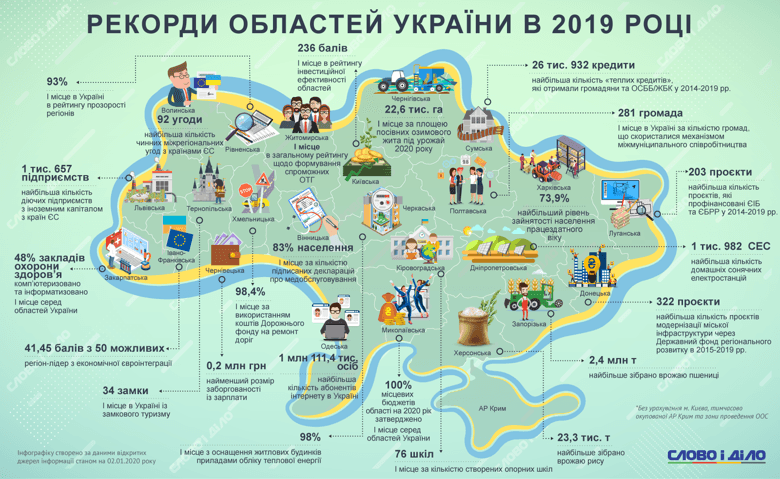 РЕКОРДИ ОБЛАСТЕЙ УКРАЇНИ В 2019 РОЦІ
93%
І місце в Україні
в рейтингу прозорості
регіонів
Волинська
92 угоди
найбільша кількість
чинних міжрегіональних
угод з країнами ЄС
Рівненська
236 балів
І місце в рейтингу
інвестиційної
ефективності
областей
Житомирська
І місце
в загальному рейтингу
щодо формування
спроможних
ОТГ
Київська
Чернігівська
22,6 тис. га
І місце за площею
посівних озимового
жита під урожай
2020 року
26 тис. 932 кредити
найбільша кількість «теплих кредитів»,
які отримали громадяни та ОСББ/ЖБК у 2014-2019 рр.
Сумська
281 громада
І місце в Україні за кількістю громад,
що скористалися механізмом
міжмуніципального співробітництва
Полтавська
Харківська
73,9%
найбільший рівень
зайнятості населення
працездатного
віку
203 проєкти
найбільша кількість
проєктів, які
профінансовані ЄІБ
та ЄБРР у 2014-2019 рр.
Луганська
1 тис. 657
підприємств
найбільша кількість
діючих підприємств
з іноземним капіталом
з країн ЄС
Львівська
Тернопільська
Хмельницька
Вінницька
83% населення
І місце за кількістю
підписаних декларацій
про медобслуговування
Черкаська
Кіровоградська
Дніпропетровська
1 тис. 982 СЕС
найбільша кількість
домашніх сонячних
електростанцій
Донецька
322 проєкти
найбільша кількість
проєктів модернізації
міської
інфраструктури через
Державний фонд регіонального
розвитку в 2015-2019 рр.
48% закладів
охорони
здоров'я
комп'ютеризовано
та інформатизовано
І місце серед
областей України
Закарпатська
Івано-
Франківська
Чернівецька
98,4%
І місце за
використанням
коштів Дорожнього
фонду на ремонт
доріг
41,45 балів з 50 можливих
регіон-лідер з економічної євроінтеграції
34 замки
І місце в Україні із
замкового туризму
0,2 млн грн
найменший розмір
заборгованості
із зарплати
Одеська
1 млн 111,4 тис.
осіб
найбільша
кількість абонентів
інтернету в Україні
Миколаївська
100%
місцевих
бюджетів
області на 2020 рік
затверджено
І місце серед
областей України
Херсонська
Запорізька
2,4 млн т
найбільше зібрано врожаю пшениці
АР Крим
98%
І місце з оснащення житлових будинків
приладами обліку теплової енергії
76 шкіл
І місце за кількістю створених опорних шкіл
23,3 тис. т
найбільше зібрано
врожаю рису
*Без урахування м. Києва, тимчасово
окупованої АР Крим та зони проведення ООС
Інфографіку створено за даними відкритих
джерел інформації станом на 02.01.2020 року
СЛОВО і ДІЛО